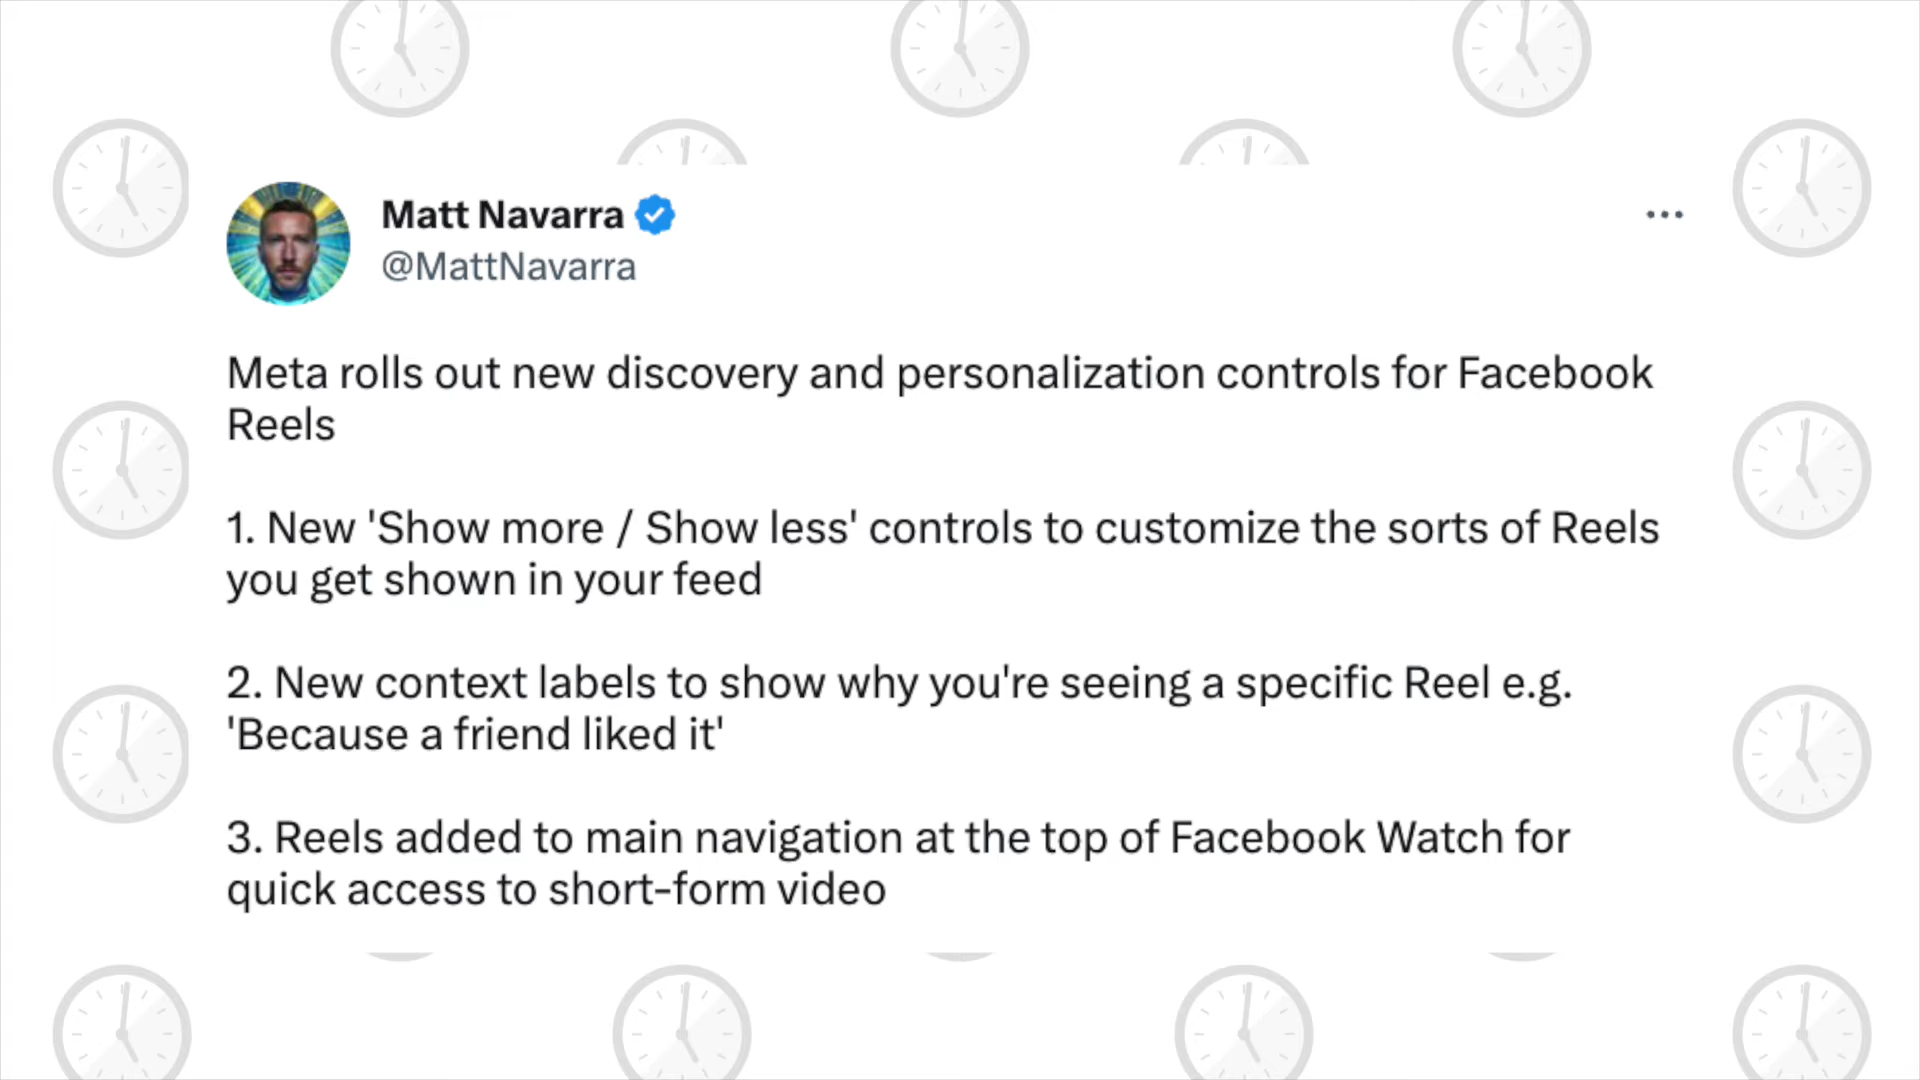 Matt Navarra
@MattNavarra
Meta rolls out new discovery and personalization controls for Facebook
Reels
1. New 'Show more / Show less' controls to customize the sorts of Reels
you get shown in your feed
2. New context labels to show why you're seeing a specific Reel e.g.
'Because a friend liked it'
3. Reels added to main navigation at the top of Facebook Watch for
quick access to short-form video